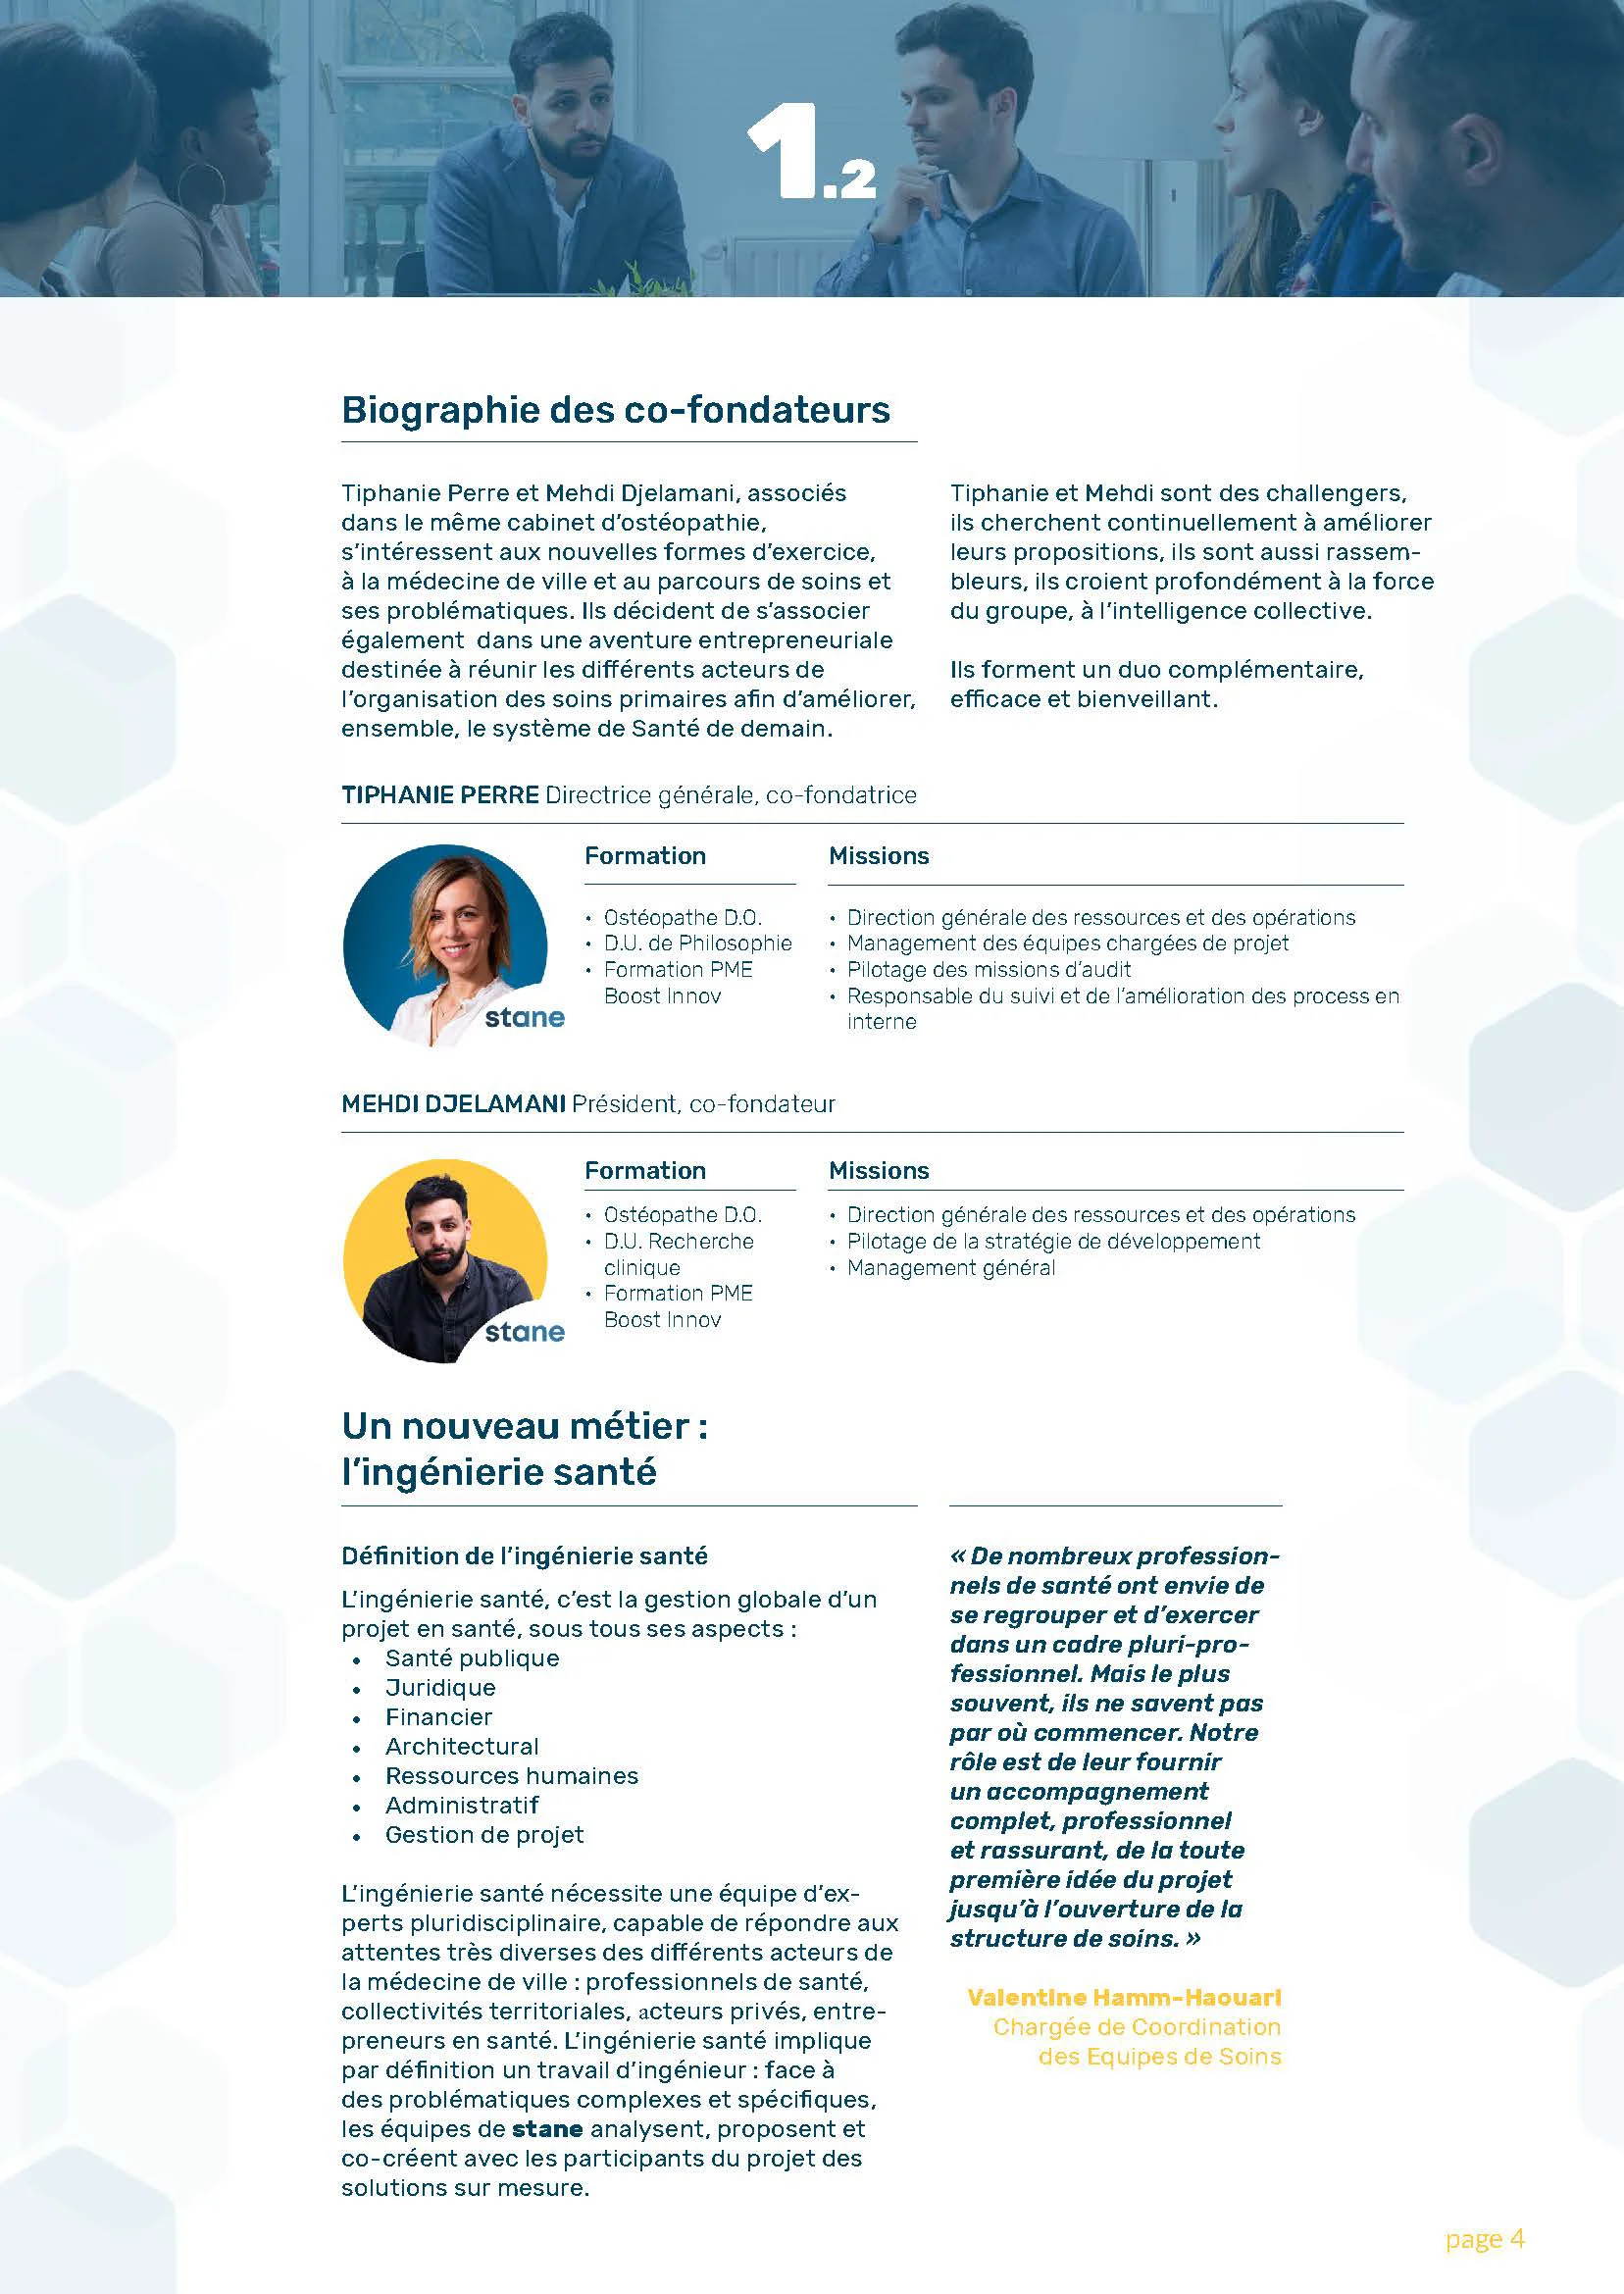 1.2
Biographie des co-fondateurs
Tiphanie Perre et Mehdi Djelamani, associés
dans le même cabinet d’ostéopathie,
s’intéressent aux nouvelles formes d’exercice,
à la médecine de ville et au parcours de soins et
ses problématiques. Ils décident de s’associer
également  dans une aventure entrepreneuriale
destinée à réunir les différents acteurs de
l’organisation des soins primaires afin d’améliorer,
ensemble, le système de Santé de demain.
Tiphanie et Mehdi sont des challengers,
ils cherchent continuellement à améliorer
leurs propositions, ils sont aussi rassem-
bleurs, ils croient profondément à la force
du groupe, à l’intelligence collective.
Ils forment un duo complémentaire,
efficace et bienveillant.
TIPHANIE PERRE Directrice générale, co-fondatrice
stane
Formation
• Ostéopathe D.O.
• D.U. de Philosophie
• Formation PME
Boost Innov
Missions
• Direction générale des ressources et des opérations
• Management des équipes chargées de projet
• Pilotage des missions d’audit
• Responsable du suivi et de l’amélioration des process en
interne
MEHDI DJELAMANI Président, co-fondateur
stane
Formation
• Ostéopathe D.O.
• D.U. Recherche
clinique
• Formation PME
Boost Innov
Missions
• Direction générale des ressources et des opérations
• Pilotage de la stratégie de développement
• Management général
Un nouveau métier :
l’ingénierie santé
Définition de l’ingénierie santé
L’ingénierie santé, c’est la gestion globale d’un
projet en santé, sous tous ses aspects :
• Santé publique
• Juridique
• Financier
• Architectural
• Ressources humaines
• Administratif
• Gestion de projet
L’ingénierie santé nécessite une équipe d’ex-
perts pluridisciplinaire, capable de répondre aux
attentes très diverses des différents acteurs de
la médecine de ville : professionnels de santé,
collectivités territoriales, acteurs privés, entre-
preneurs en santé. L’ingénierie santé implique
par définition un travail d’ingénieur : face à
des problématiques complexes et spécifiques,
les équipes de stane analysent, proposent et
co-créent avec les participants du projet des
solutions sur mesure.
« De nombreux profession-
nels de santé ont envie de
se regrouper et d’exercer
dans un cadre pluri-pro-
fessionnel. Mais le plus
souvent, ils ne savent pas
par où commencer. Notre
rôle est de leur fournir
un accompagnement
complet, professionnel
et rassurant, de la toute
première idée du projet
jusqu’à l’ouverture de la
structure de soins. »
Valentine Hamm-Haouari
Chargée de Coordination
des Equipes de Soins
page 4